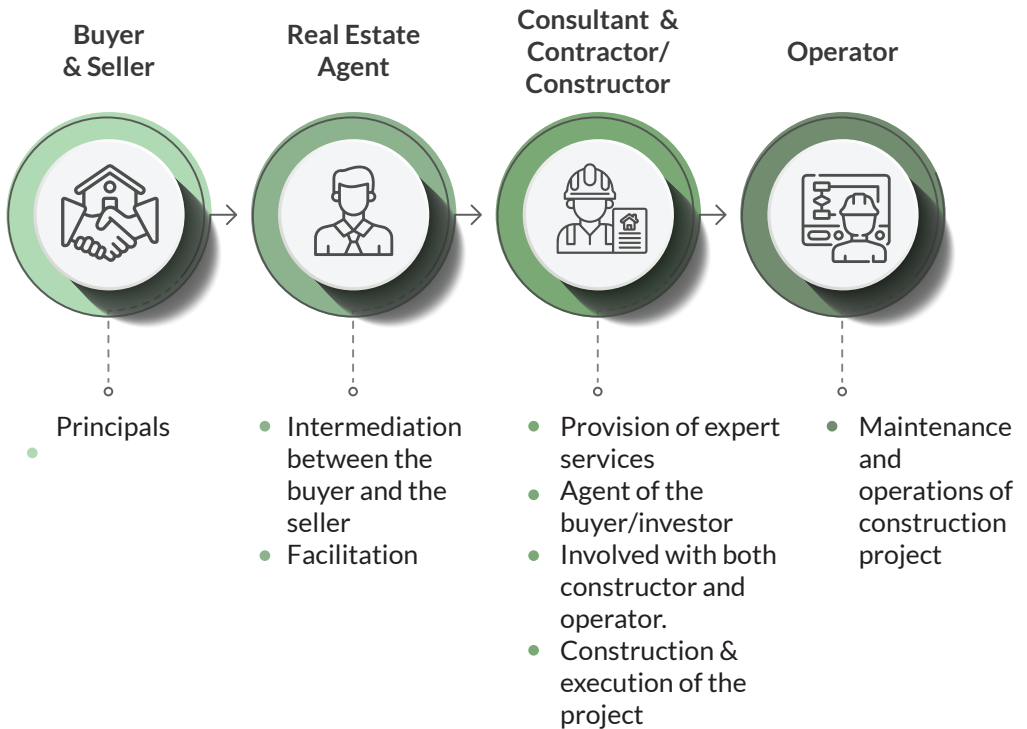 Buyer
& Seller
Real Estate
Agent
Consultant &
Contractor/
Constructor
Operator
Principals
Intermediation
between the
buyer and the
seller
Facilitation
Provision of expert
services
Agent of the
buyer/investor
Involved with both
constructor and
operator.
Construction &
execution of the
project
Maintenance
and
operations of
construction
project